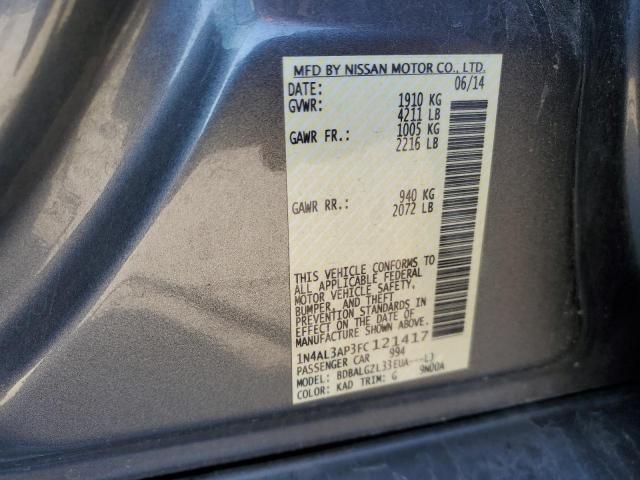 MFD BY NISSAN MOTOR CO., LTD.
DATE: 06/14
GVWR: 1910 KG
4211 LB
GAWR FR.: 1005 KG
2216 LB
GAWR RR.: 940 KG
2072 LB
THIS VEHICLE CONFORMS TO
ALL APPLICABLE FEDERAL
MOTOR VEHICLE SAFETY,
BUMPER, AND THEFT
PREVENTION STANDARDS IN
EFFECT ON THE DATE OF
MANUFACTURE SHOWN ABOVE.
1N4AL3AP3FC121417
PASSENGER CAR 994
MODEL: BDBALGZL33EUA---LJ
COLOR: KAD TRIM: G 9N00A